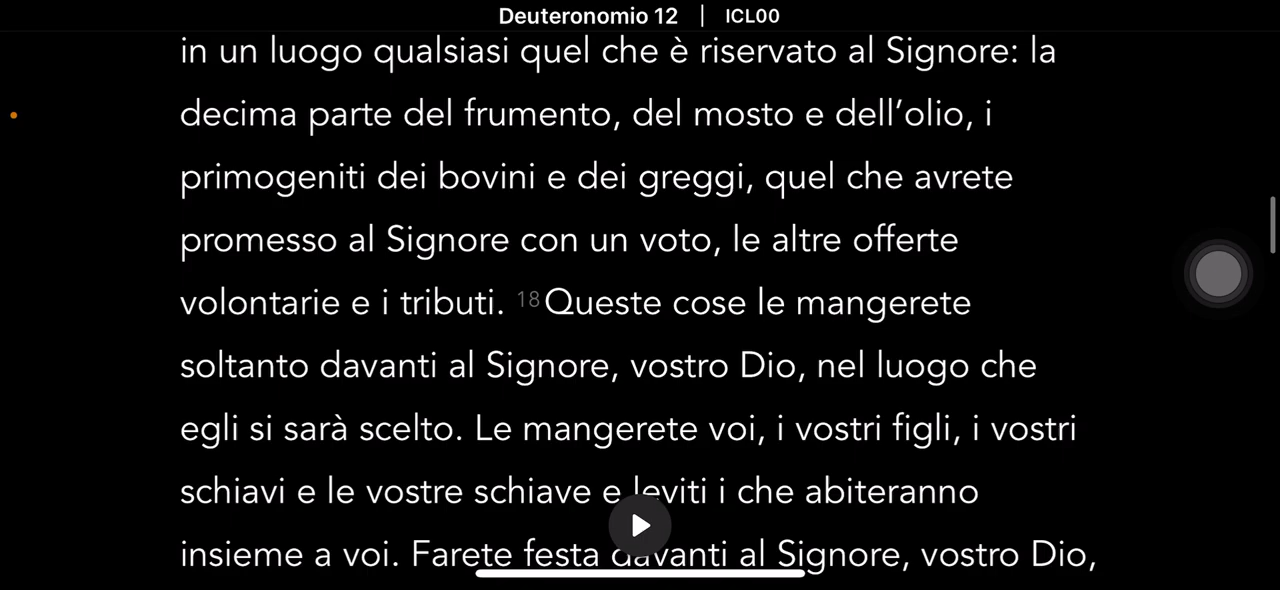 Deuteronomio 12 | ICL00
in un luogo qualsiasi quel che è riservato al Signore: la
decima parte del frumento, del mosto e dell’olio, i
primogeniti dei bovini e dei greggi, quel che avrete
promesso al Signore con un voto, le altre offerte
volontarie e i tributi. 18Queste cose le mangerete
soltanto davanti al Signore, vostro Dio, nel luogo che
egli si sarà scelto. Le mangerete voi, i vostri figli, i vostri
schiavi e le vostre schiave e leviti i che abiteranno
insieme a voi. Farete festa davanti al Signore, vostro Dio,